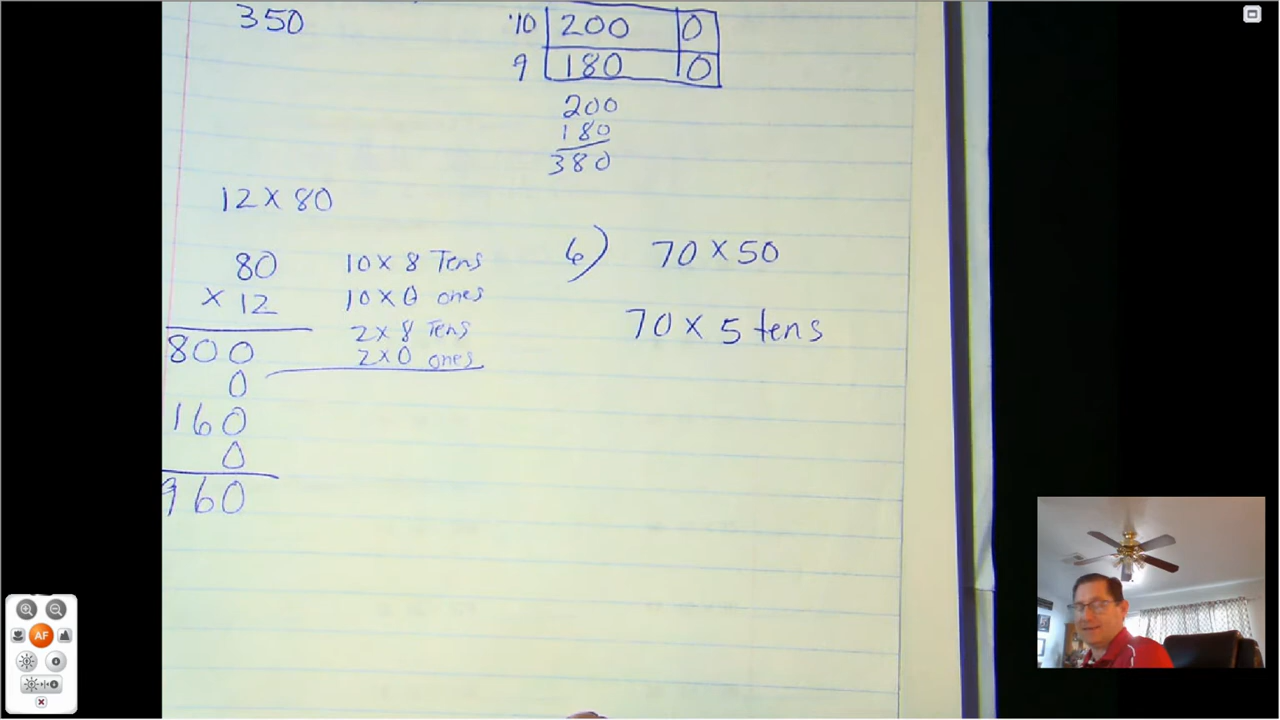 350
10 200 0
9 180 0
200
180
380
12 x 80
80
x 12
800
0
160
0
960
10 x 8 Tens
10 x 0 ones
2 x 8 Tens
2 x 0 ones
6) 70 x 50
70 x 5 tens
AF